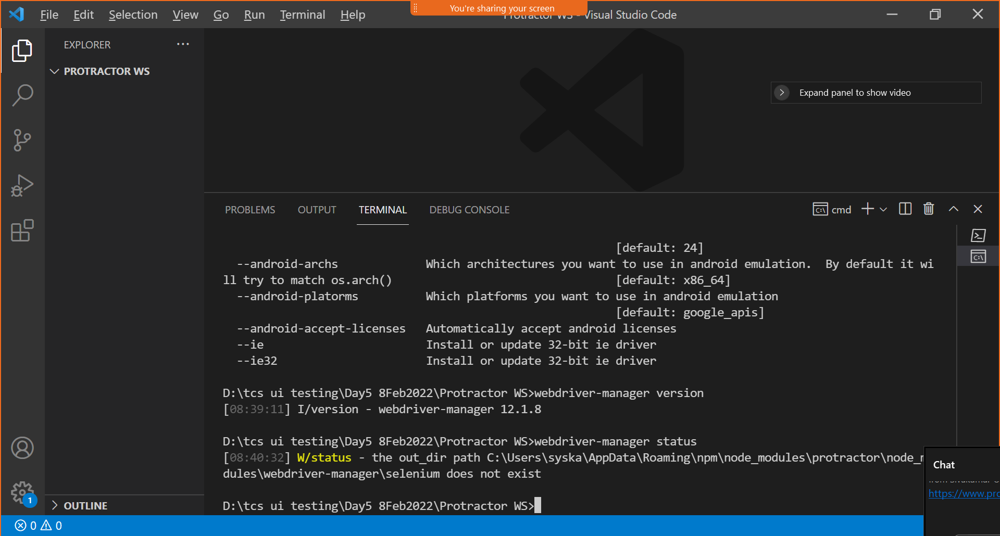 File Edit Selection View Go Run Terminal Help
You're sharing your screen
Visual Studio Code
EXPLORER
PROTRACTOR WS
Expand panel to show video
PROBLEMS OUTPUT TERMINAL DEBUG CONSOLE
cmd
[default: 24]
--android-archs Which architectures you want to use in android emulation. By default it wi
ll try to match os.arch() [default: x86_64]
--android-platorms Which platforms you want to use in android emulation
[default: google_apis]
--android-accept-licenses Automatically accept android licenses
--ie Install or update 32-bit ie driver
--ie32 Install or update 32-bit ie driver
D:\tcs ui testing\Day5 8Feb2022\Protractor WS>webdriver-manager version
[08:39:11] I/version - webdriver-manager 12.1.8
D:\tcs ui testing\Day5 8Feb2022\Protractor WS>webdriver-manager status
[08:40:32] W/status - the out_dir path C:\Users\syska\AppData\Roaming\npm\node_modules\protractor\node_m
dules\webdriver-manager\selenium does not exist
D:\tcs ui testing\Day5 8Feb2022\Protractor WS>
Chat
https://www.pro
1
OUTLINE
0 0